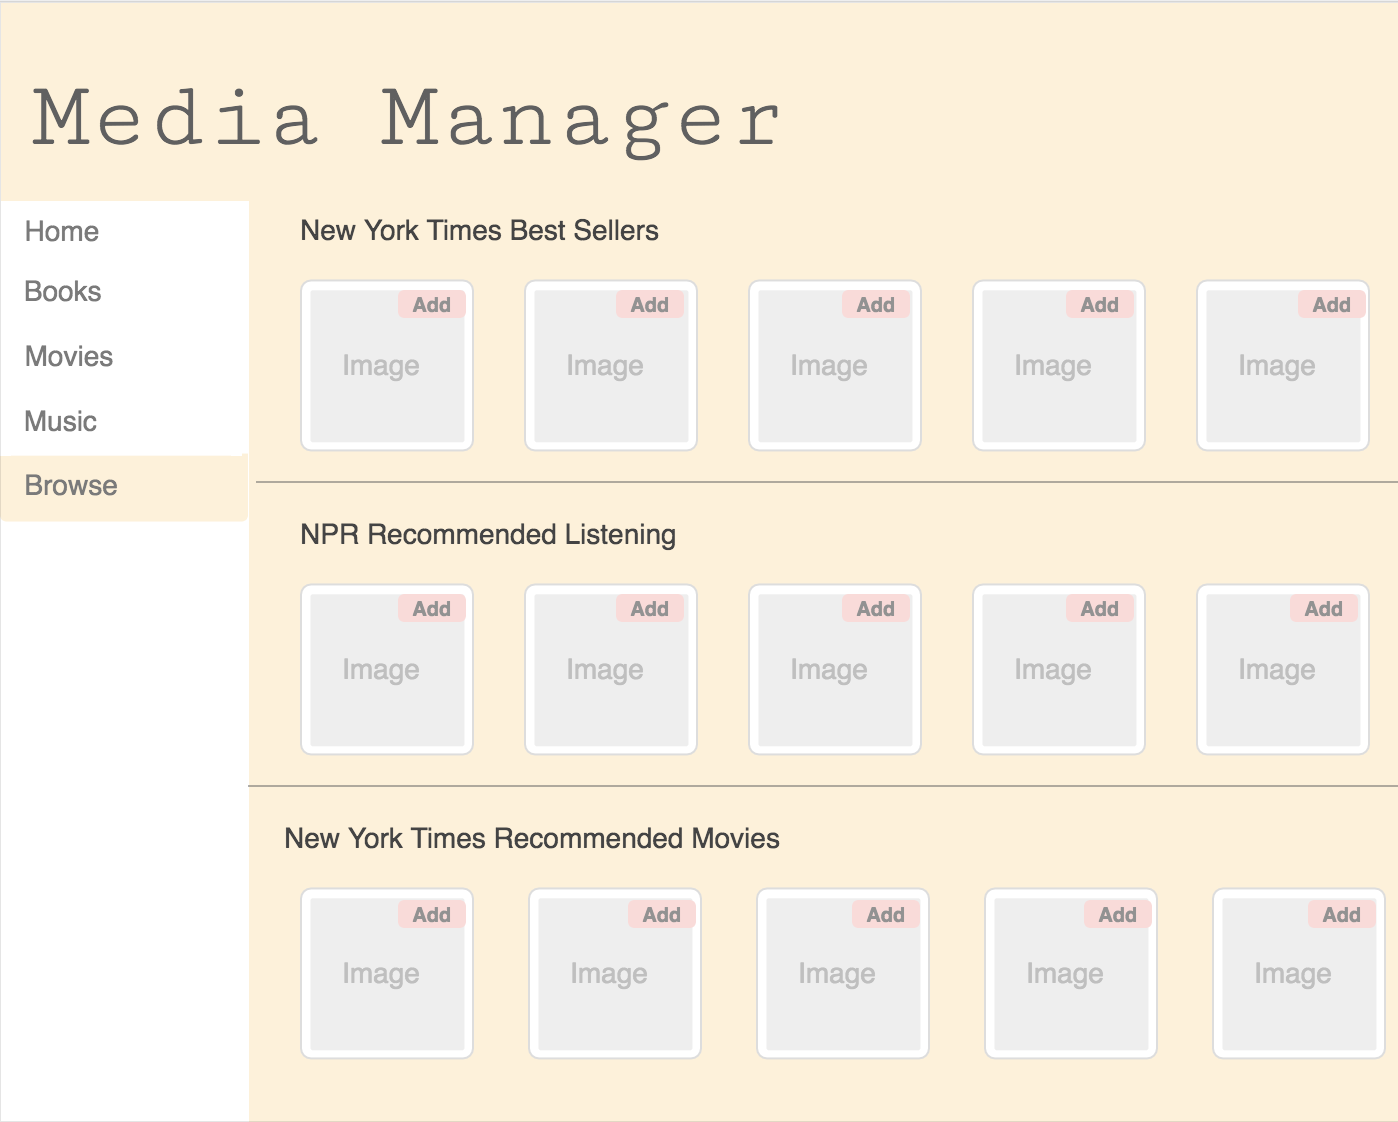 Media Manager
Home
Books
Movies
Music
Browse
New York Times Best Sellers
Add Add Add Add Add
Image Image Image Image Image
NPR Recommended Listening
Add Add Add Add Add
Image Image Image Image Image
New York Times Recommended Movies
Add Add Add Add Add
Image Image Image Image Image